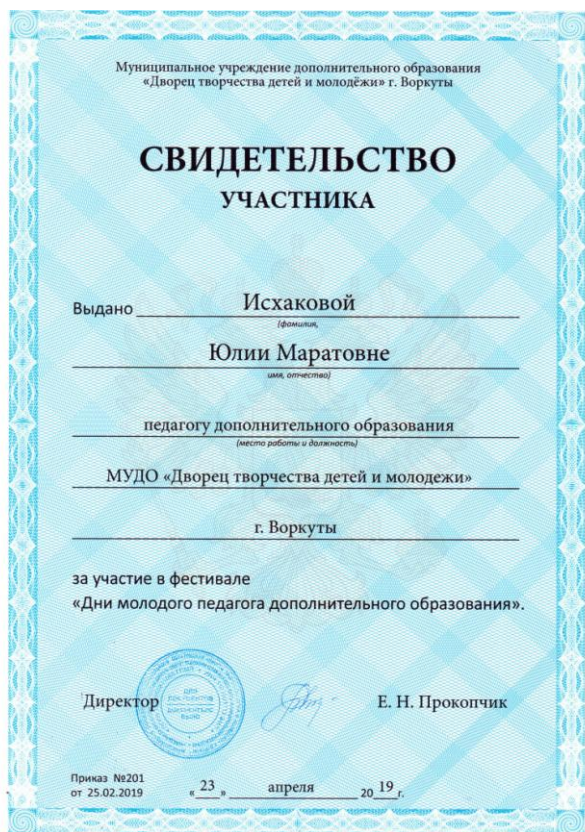 Муниципальное учреждение дополнительного образования
«Дворец творчества детей и молодёжи» г. Воркуты
СВИДЕТЕЛЬСТВО
УЧАСТНИКА
Выдано Исхаковой
(фамилия,
Юлии Маратовне
имя, отчество)
педагогу дополнительного образования
(место работы и должность)
МУДО «Дворец творчества детей и молодежи»
г. Воркуты
за участие в фестивале
«Дни молодого педагога дополнительного образования».
ДЛЯ
ДОКУМЕНТОВ
Директор Е. Н. Прокопчик
Приказ №201
от 25.02.2019 « 23 » апреля 20 19 г.